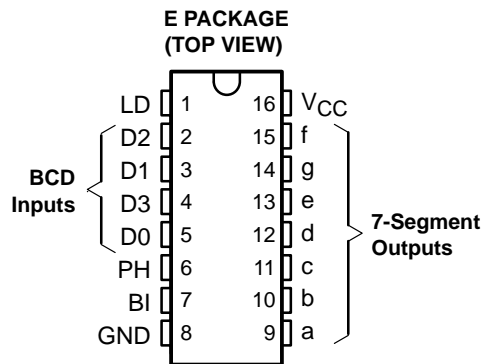 E PACKAGE
(TOP VIEW)
LD 1 16 VCC
D2 2 15 f
D1 3 14 g
D3 4 13 e
D0 5 12 d
PH 6 11 c
BI 7 10 b
GND 8 9 a
BCD
Inputs
7-Segment
Outputs